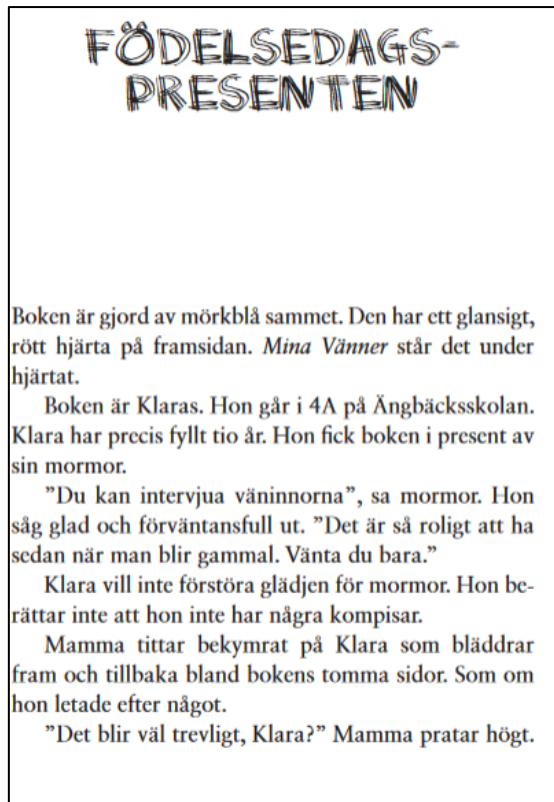 FÖDELSEDAGS-
PRESENTEN
Boken är gjord av mörkblå sammet. Den har ett glansigt,
rött hjärta på framsidan. Mina Vänner står det under
hjärtat.
Boken är Klaras. Hon går i 4A på Ängbäcksskolan.
Klara har precis fyllt tio år. Hon fick boken i present av
sin mormor.
”Du kan intervjua väninnorna”, sa mormor. Hon
såg glad och förväntansfull ut. ”Det är så roligt att ha
sedan när man blir gammal. Vänta du bara.”
Klara vill inte förstöra glädjen för mormor. Hon be-
rättar inte att hon inte har några kompisar.
Mamma tittar bekymrat på Klara som bläddrar
fram och tillbaka bland bokens tomma sidor. Som om
hon letade efter något.
”Det blir väl trevligt, Klara?” Mamma pratar högt.